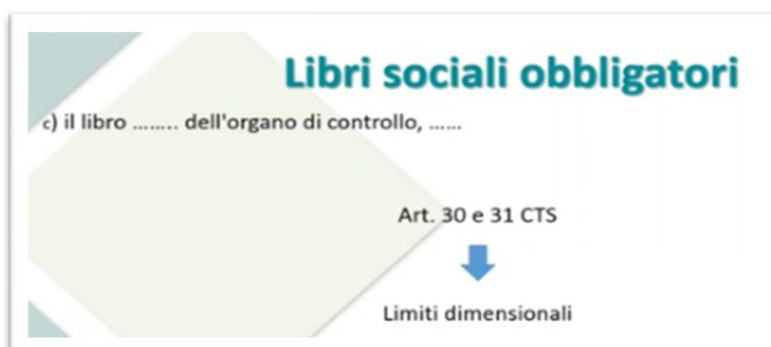 Libri sociali obbligatori
c) il libro ........ dell'organo di controllo, ......
Art. 30 e 31 CTS
Limiti dimensionali